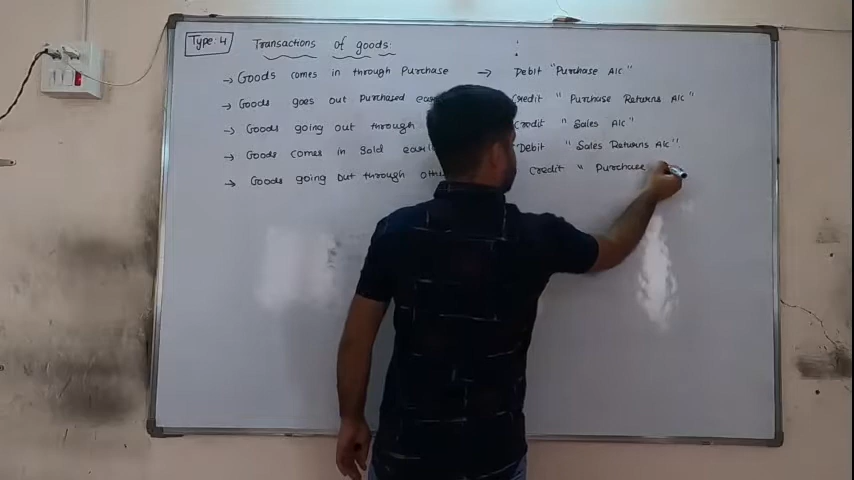 Type: 4 Transactions of goods:
→ Goods comes in through Purchase → Debit "Purchase A/c"
→ Goods goes out Purchased Credit "Purchase Returns A/c"
→ Goods going out through Credit "Sales A/c"
→ Goods comes in sold Debit "Sales Returns A/c".
→ Goods going out through Credit " Purchase